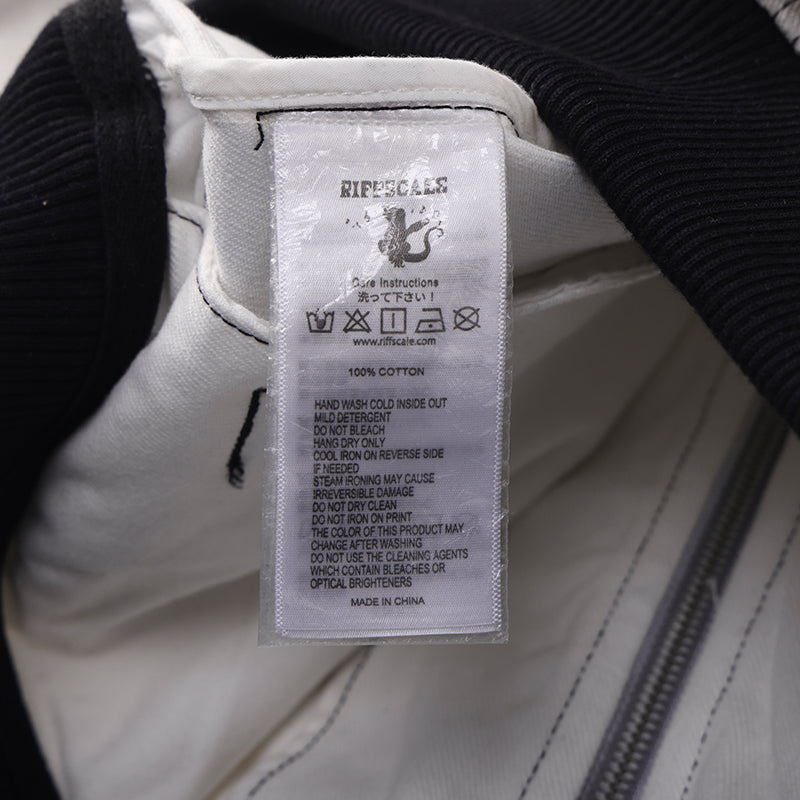 RIFFSCALE
Care Instructions
洗って下さい!
www.riffscale.com
100% COTTON
HAND WASH COLD INSIDE OUT
MILD DETERGENT
DO NOT BLEACH
HANG DRY ONLY
COOL IRON ON REVERSE SIDE
IF NEEDED
STEAM IRONING MAY CAUSE
IRREVERSIBLE DAMAGE
DO NOT DRY CLEAN
DO NOT IRON ON PRINT
THE COLOR OF THIS PRODUCT MAY
CHANGE AFTER WASHING
DO NOT USE THE CLEANING AGENTS
WHICH CONTAIN BLEACHES OR
OPTICAL BRIGHTENERS
MADE IN CHINA